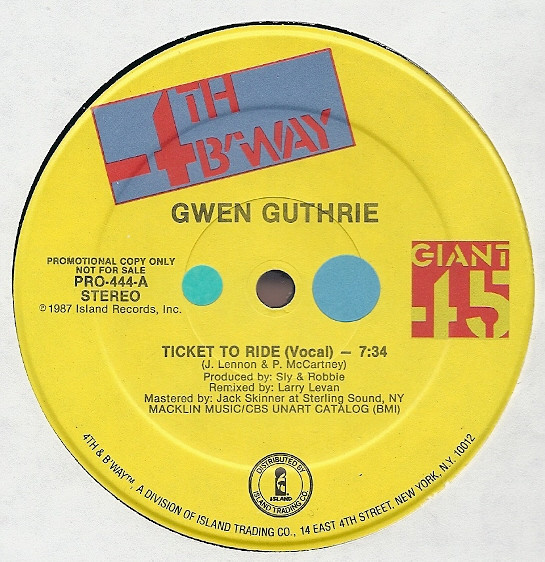 4TH
B'WAY
GWEN GUTHRIE
PROMOTIONAL COPY ONLY
NOT FOR SALE
PRO-444-A
STEREO
℗1987 Island Records, Inc.
GIANT
45
TICKET TO RIDE (Vocal) — 7:34
(J. Lennon & P. McCartney)
Produced by: Sly & Robbie
Remixed by: Larry Levan
Mastered by: Jack Skinner at Sterling Sound, NY
MACKLIN MUSIC/CBS UNART CATALOG (BMI)
DISTRIBUTED BY
ISLAND
ISLAND TRADING CO.
4TH & B'WAY™, A DIVISION OF ISLAND TRADING CO., 14 EAST 4TH STREET, NEW YORK, N.Y. 10012